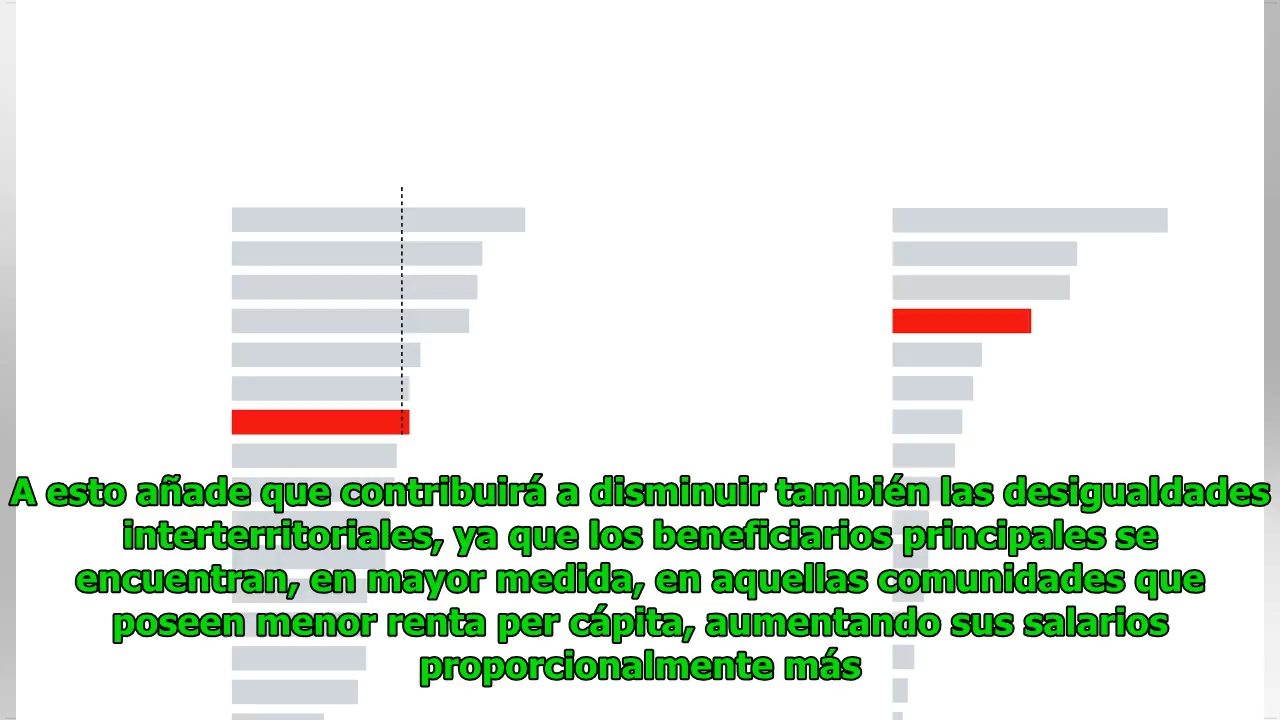 A esto añade que contribuirá a disminuir también las desigualdades
interterritoriales, ya que los beneficiarios principales se
encuentran, en mayor medida, en aquellas comunidades que
poseen menor renta per cápita, aumentando sus salarios
proporcionalmente más